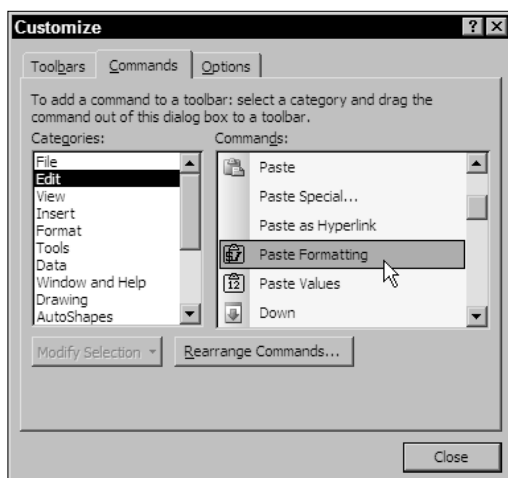 Customize
Toolbars Commands Options
To add a command to a toolbar: select a category and drag the
command out of this dialog box to a toolbar.
Categories:
File
Edit
View
Insert
Format
Tools
Data
Window and Help
Drawing
AutoShapes
Commands:
Paste
Paste Special...
Paste as Hyperlink
Paste Formatting
12 Paste Values
Down
Modify Selection
Rearrange Commands...
Close